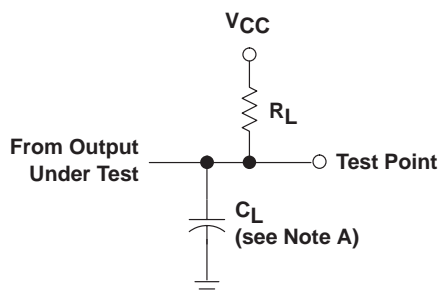 VCC
RL
From Output
Under Test
Test Point
CL
(see Note A)